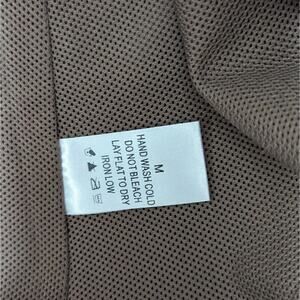 M
HAND WASH COLD
DO NOT BLEACH
LAY FLAT TO DRY
IRON LOW